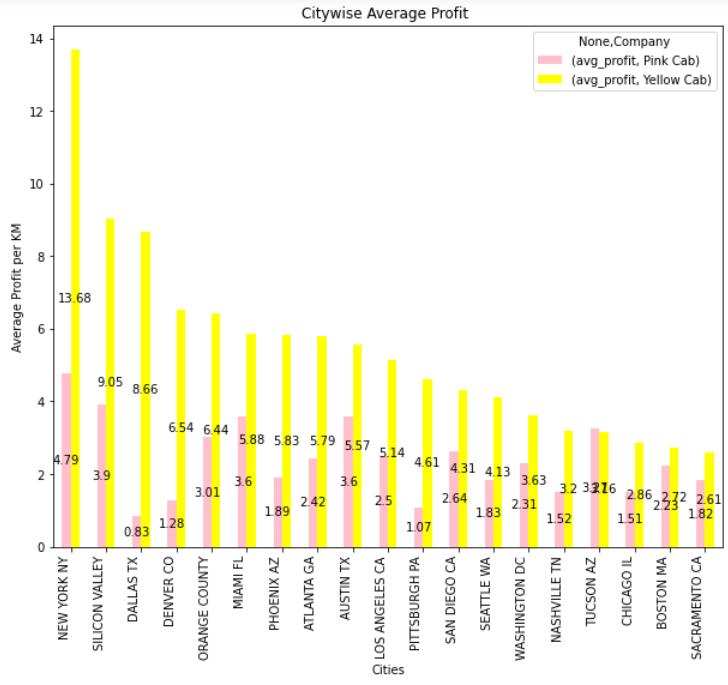 Citywise Average Profit
None,Company
(avg_profit, Pink Cab)
(avg_profit, Yellow Cab)
Average Profit per KM
14
12
10
8
6
4
2
0
13.68
9.05
8.66
6.54
6.44
5.88
5.83
5.79
5.57
5.14
4.61
4.31
4.13
3.63
3.2
3.16
2.86
2.72
2.61
4.79
3.9
0.83
1.28
3.01
3.6
1.89
2.42
3.6
2.5
1.07
2.64
1.83
2.31
1.52
3.27
1.51
2.23
1.82
NEW YORK NY
SILICON VALLEY
DALLAS TX
DENVER CO
ORANGE COUNTY
MIAMI FL
PHOENIX AZ
ATLANTA GA
AUSTIN TX
LOS ANGELES CA
PITTSBURGH PA
SAN DIEGO CA
SEATTLE WA
WASHINGTON DC
NASHVILLE TN
TUCSON AZ
CHICAGO IL
BOSTON MA
SACRAMENTO CA
Cities